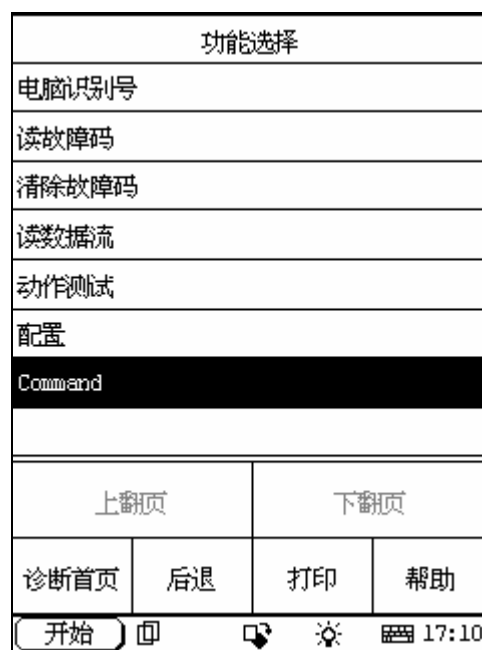 功能选择
电脑识别号
读故障码
清除故障码
读数据流
动作测试
配置
Command
上翻页 下翻页
诊断首页 后退 打印 帮助
开始 17:10